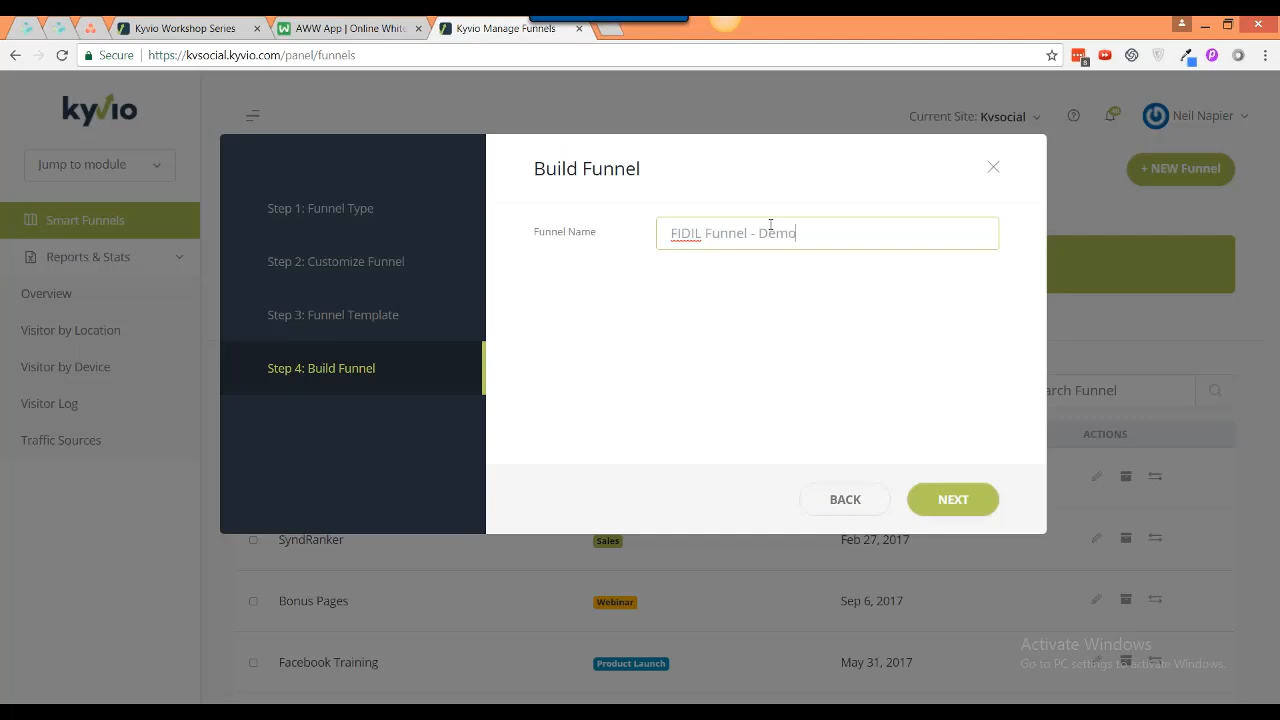 Kyvio Workshop Series
AWW App | Online White
Kyvio Manage Funnels
Secure
https://kvsocial.kyvio.com/panel/funnels
8
kyvio
Current Site: Kvsocial
Neil Napier
Jump to module
+ NEW Funnel
Build Funnel
Step 1: Funnel Type
Smart Funnels
Funnel Name
FIDIL Funnel - Demo
Reports & Stats
Step 2: Customize Funnel
Overview
Step 3: Funnel Template
Visitor by Location
Visitor by Device
Step 4: Build Funnel
arch Funnel
Visitor Log
ACTIONS
Traffic Sources
BACK
NEXT
SyndRanker
Sales
Feb 27, 2017
Bonus Pages
Webinar
Sep 6, 2017
Activate Windows
Go to PC settings to activate Windows.
Facebook Training
Product Launch
May 31, 2017